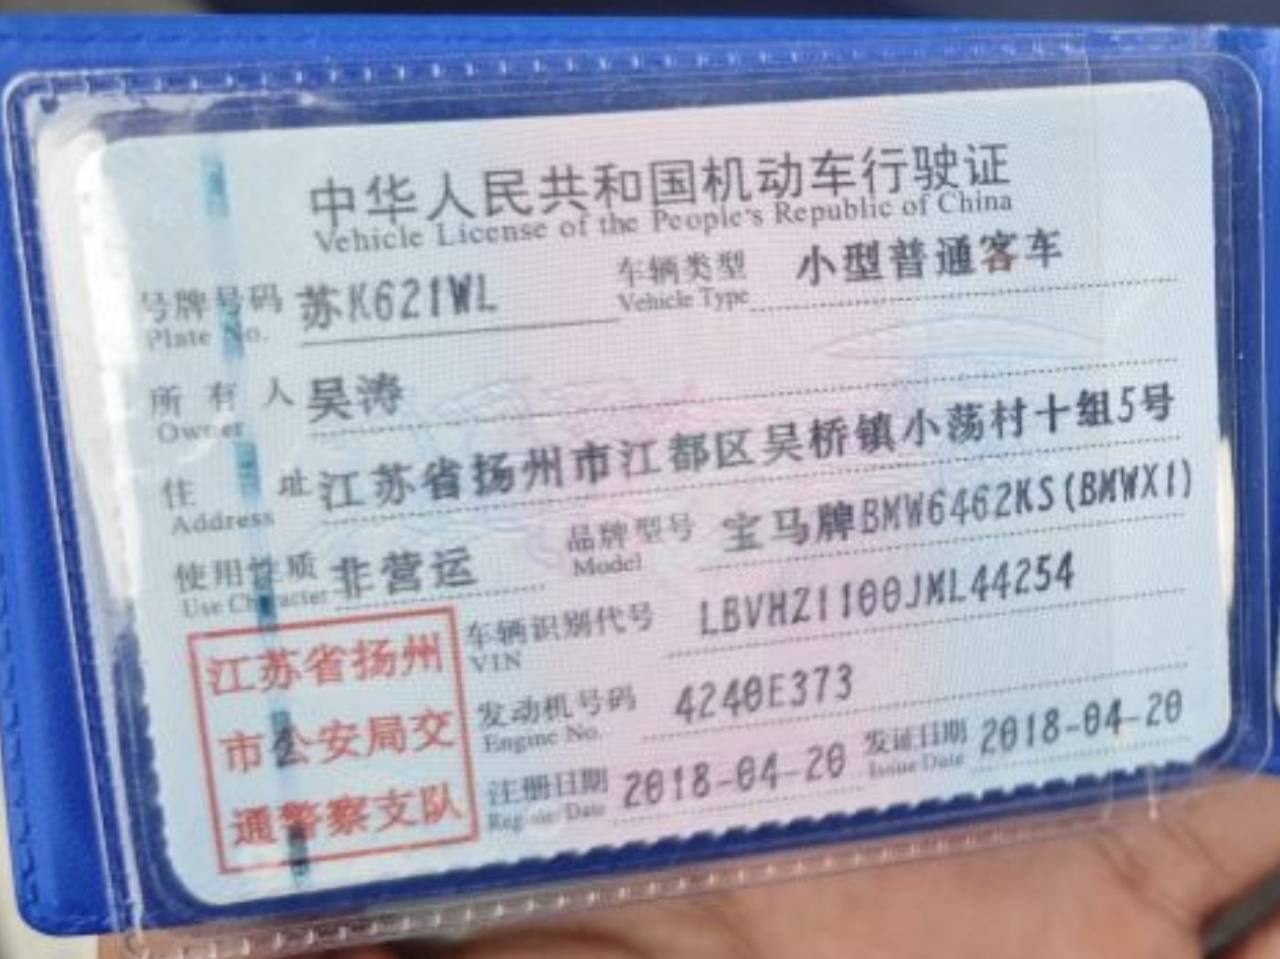 中华人民共和国机动车行驶证
Vehicle License of the People's Republic of China
号牌号码 苏K621WL 车辆类型 小型普通客车
Plate No. Vehicle Type
所有人 吴涛
Owner
住址 江苏省扬州市江都区吴桥镇小荡村十组5号
Address
使用性质 非营运 品牌型号 宝马牌BMW6462KS(BMWX1)
Use Character Model
车辆识别代号 LBVHZ1100JML44254
VIN
发动机号码 4240E373
Engine No.
注册日期 2018-04-20 发证日期 2018-04-20
Register Date Issue Date
江苏省扬州
市公安局交
通警察支队